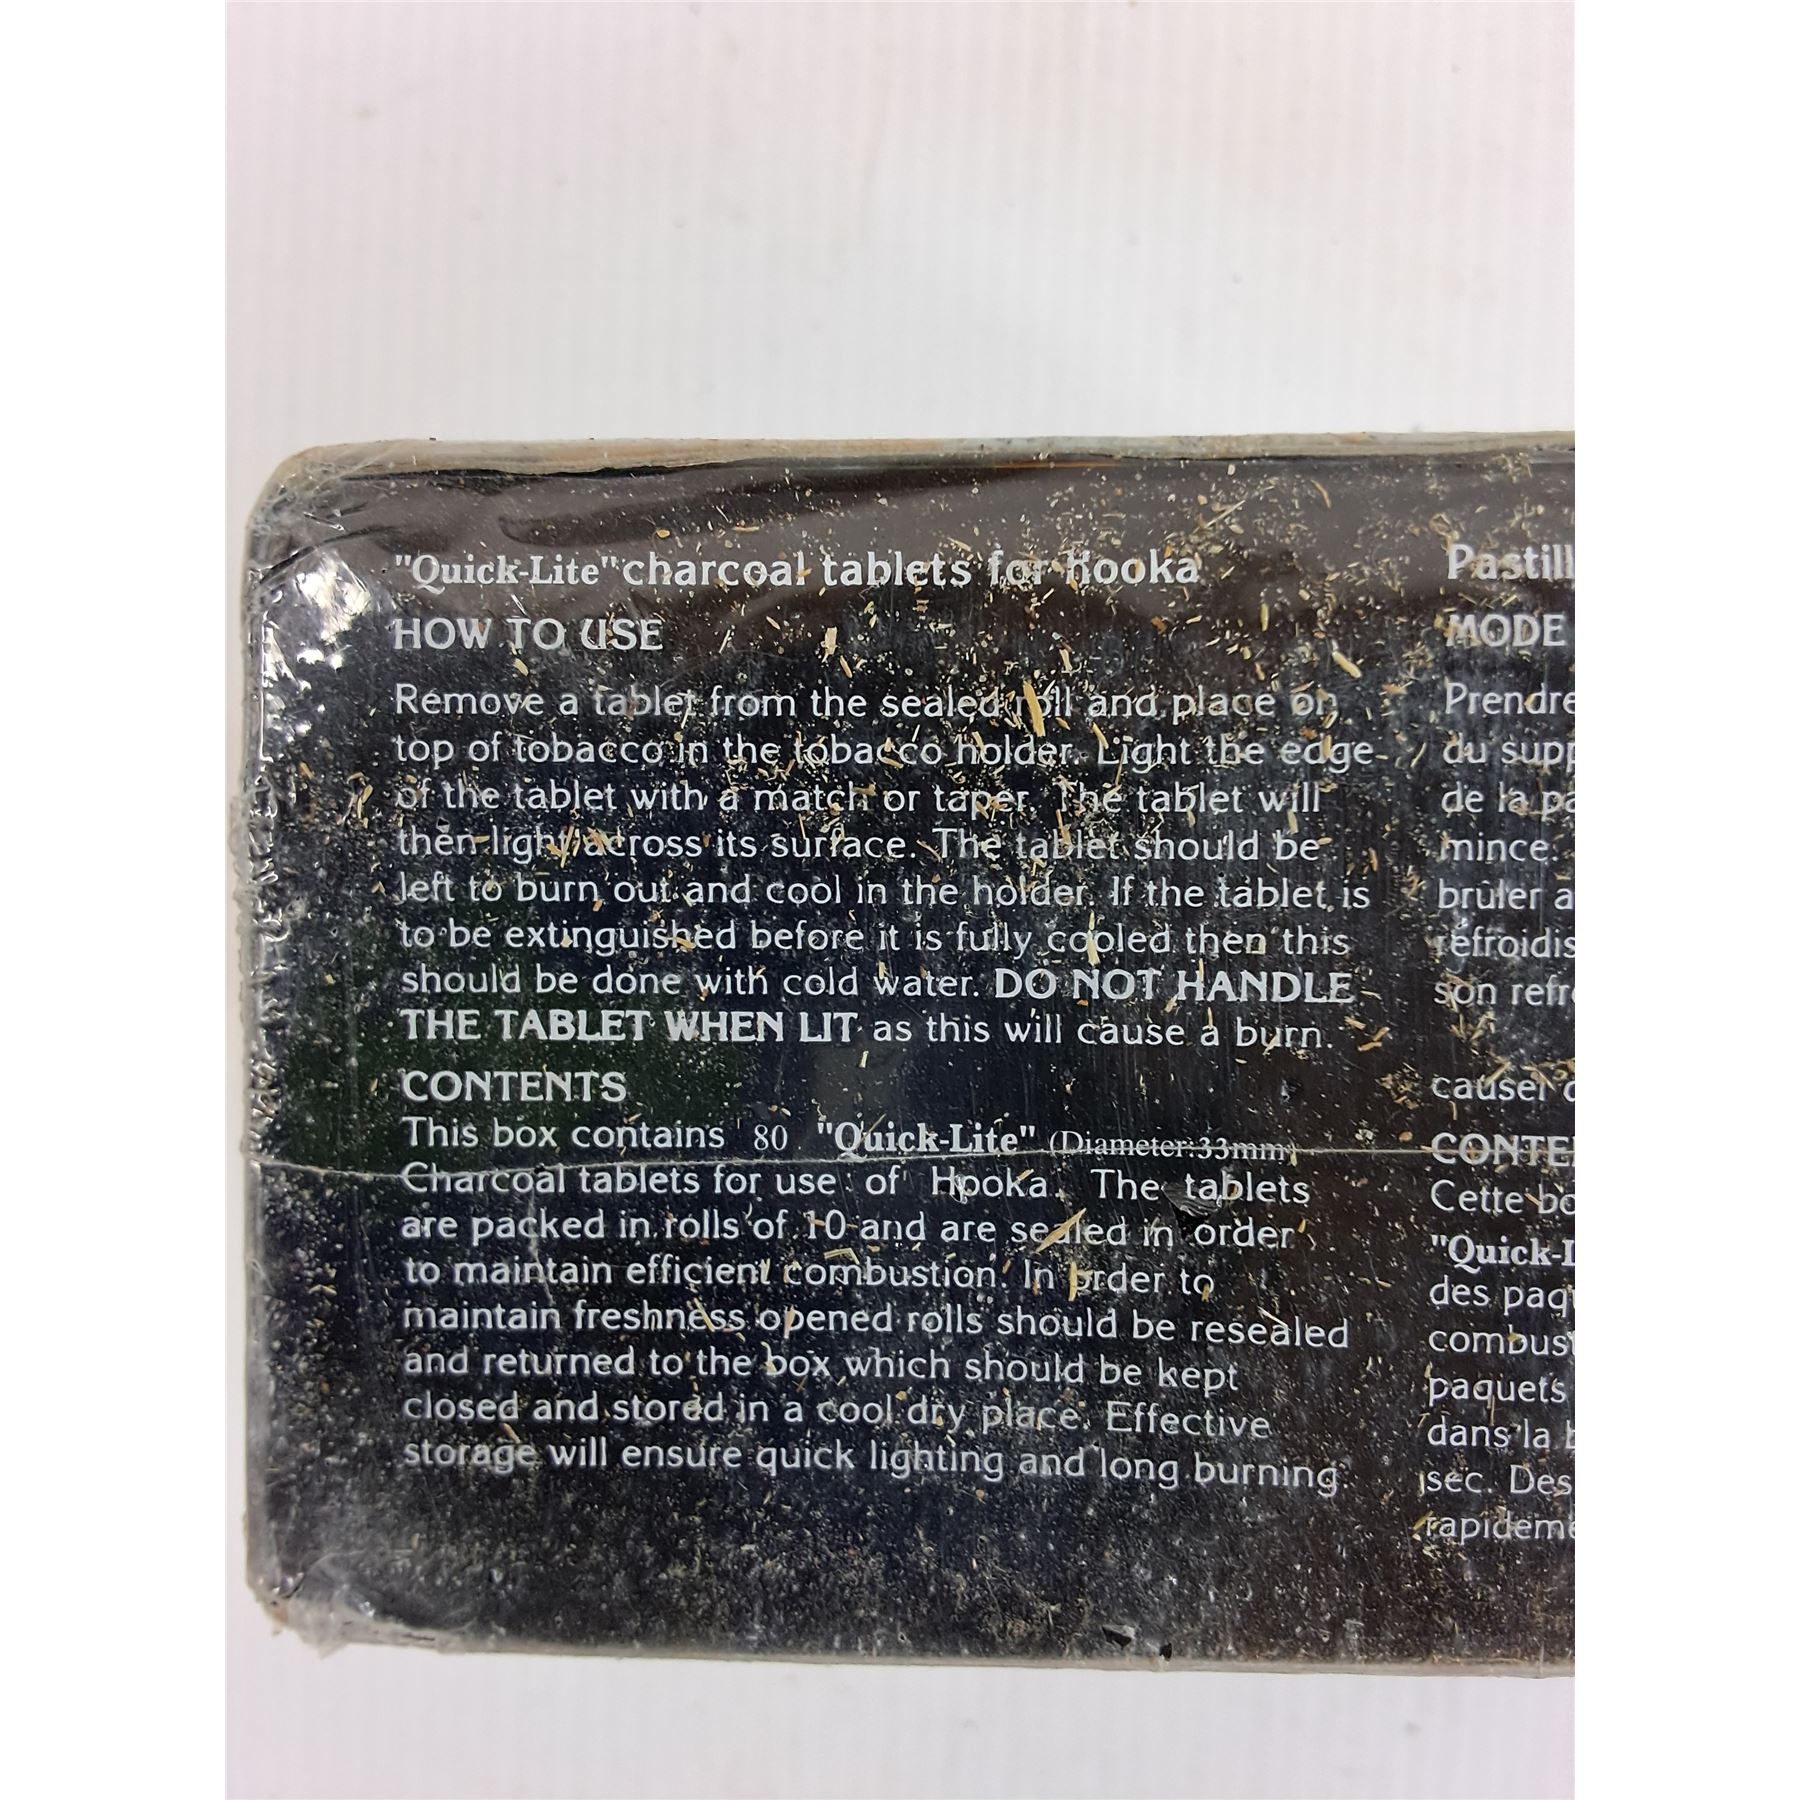 "Quick-Lite" charcoal tablets for Hooka
HOW TO USE
Remove a tablet from the sealed roll and place on
top of tobacco in the tobacco holder. Light the edge
of the tablet with a match or taper. The tablet will
then light across its surface. The tablet should be
left to burn out and cool in the holder. If the tablet is
to be extinguished before it is fully cooled then this
should be done with cold water. DO NOT HANDLE
THE TABLET WHEN LIT as this will cause a burn.
CONTENTS
This box contains 80 "Quick-Lite" (Diameter:33mm)
Charcoal tablets for use of Hooka. The tablets
are packed in rolls of 10 and are sealed in order
to maintain efficient combustion. In order to
maintain freshness opened rolls should be resealed
and returned to the box which should be kept
closed and stored in a cool dry place. Effective
storage will ensure quick lighting and long burning.
Pastill
MODE
Prendre
du supp
de la pa
mince.
brûler a
refroidis
son refr
causer
CONTE
Cette bo
"Quick-L
des paq
combust
paquets
dans la b
sec. Des
rapideme